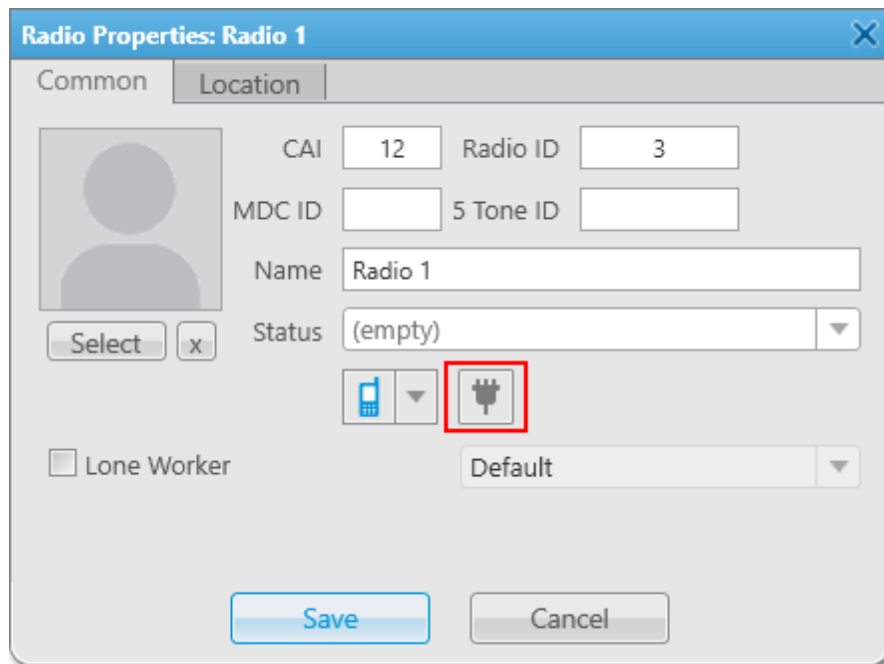 Radio Properties: Radio 1
Common Location
CAI 12 Radio ID 3
MDC ID 5 Tone ID
Name Radio 1
Status (empty)
Select x
Lone Worker Default
Save Cancel